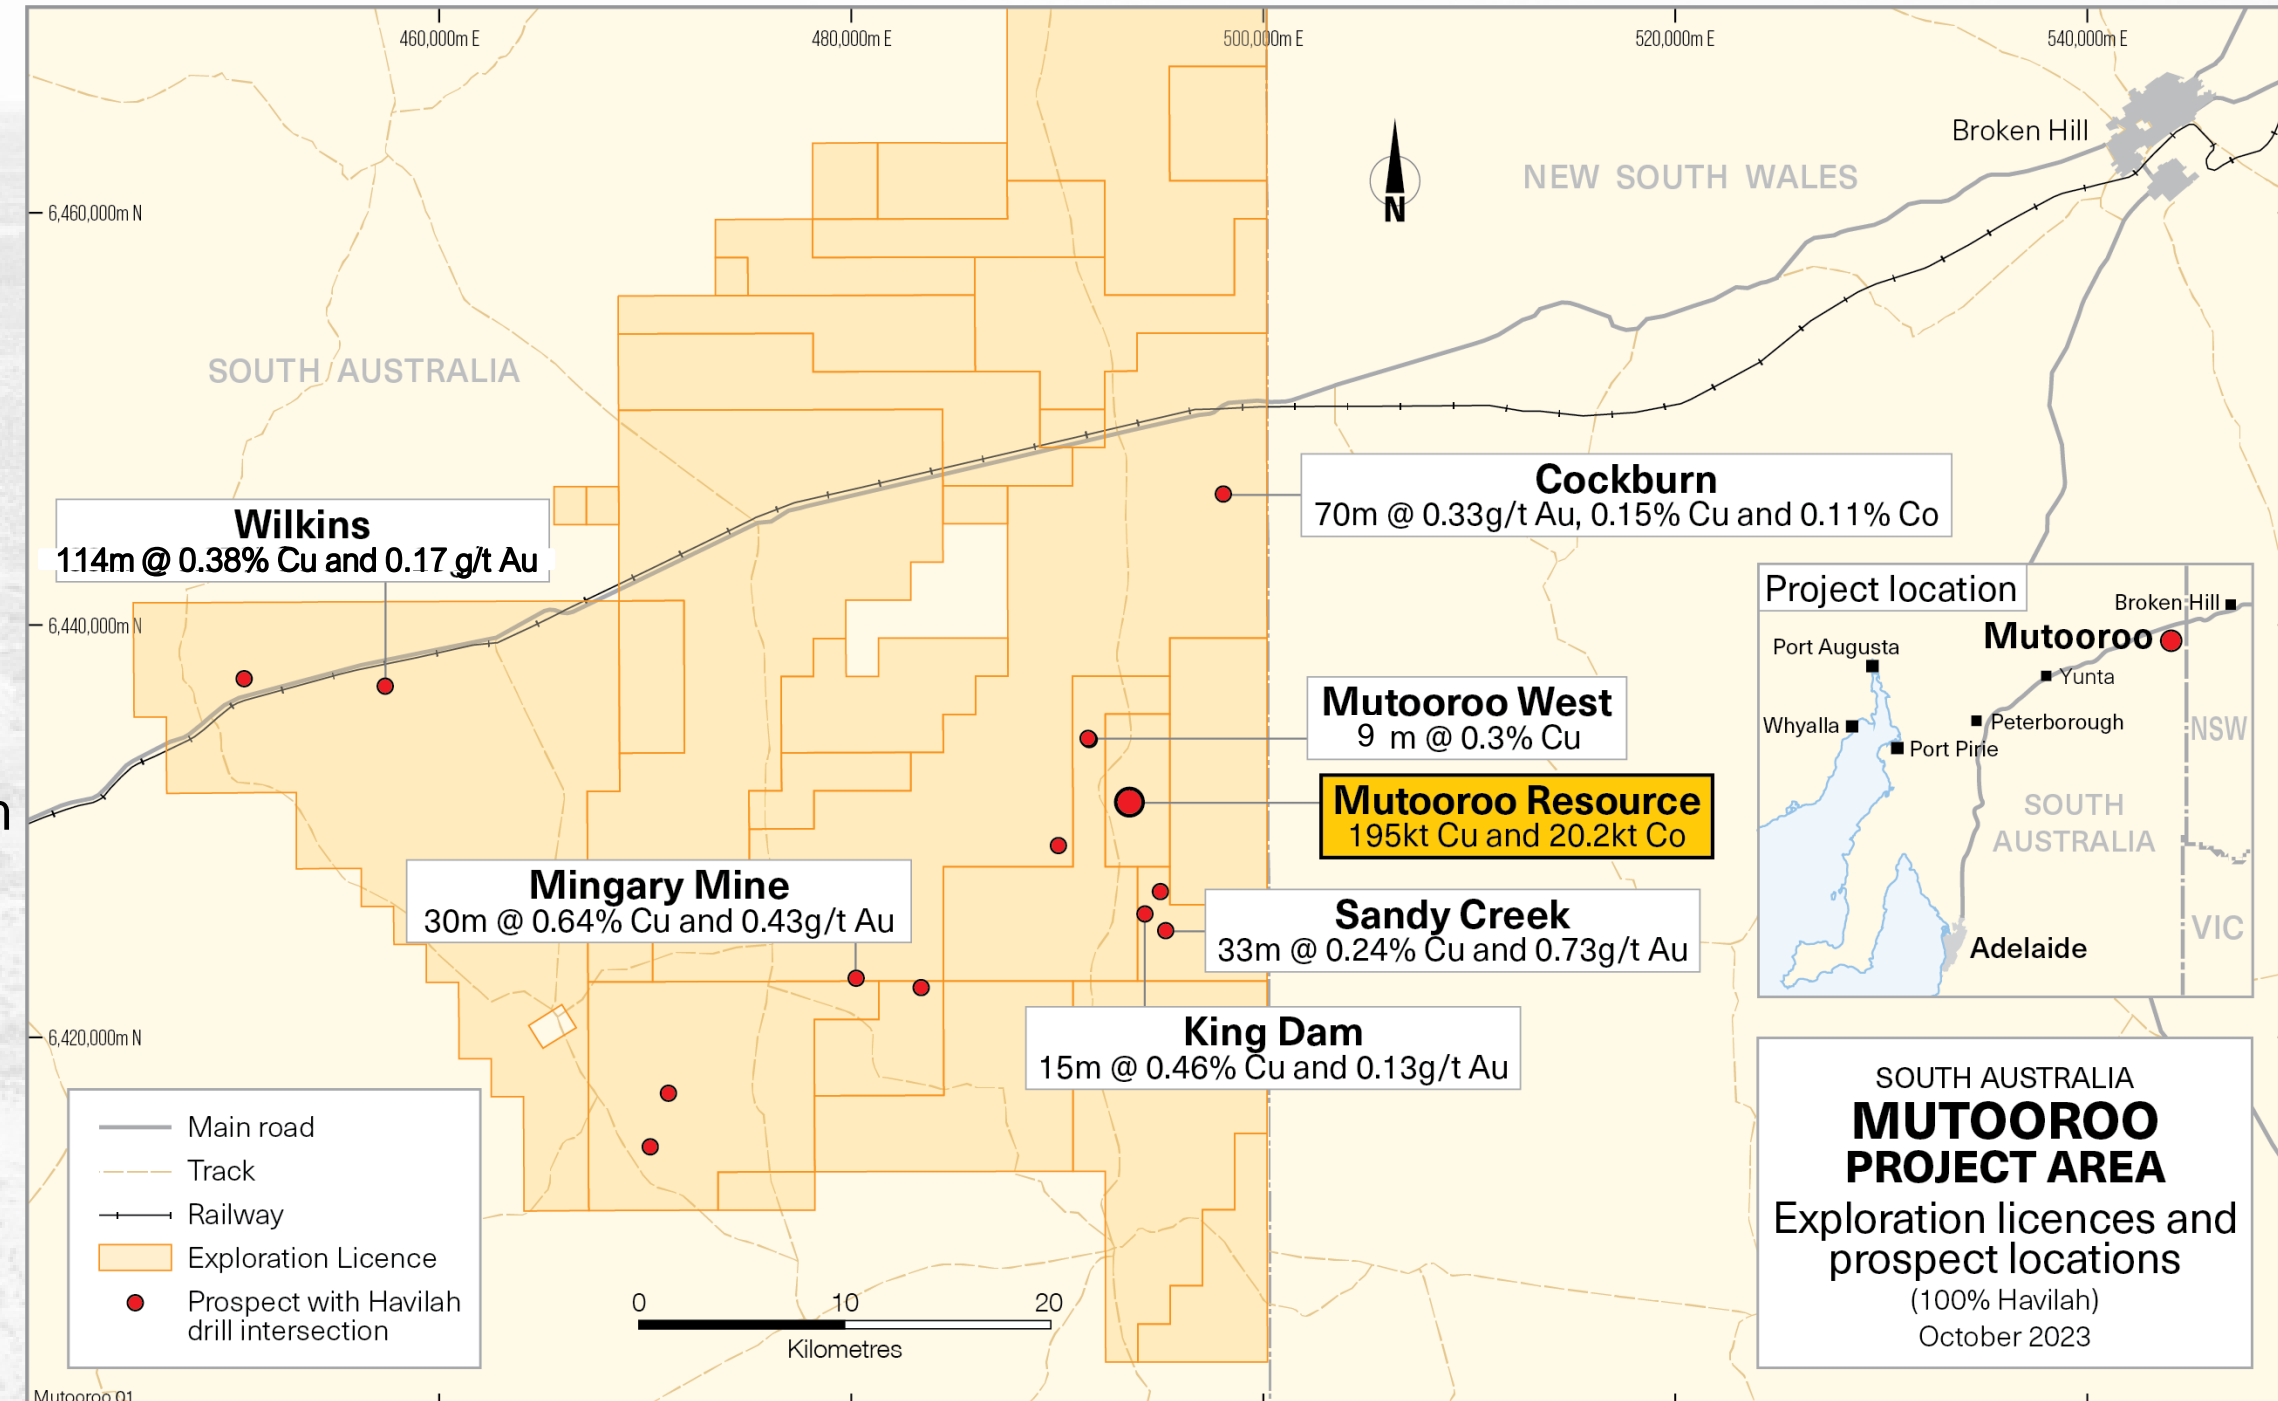 460,000m E
480,000m E
500,000m E
520,000m E
540,000m E
6,460,000m N
6,440,000m N
6,420,000m N
Broken Hill
NEW SOUTH WALES
N
SOUTH AUSTRALIA
Cockburn
70m @ 0.33g/t Au, 0.15% Cu and 0.11% Co
Wilkins
114m @ 0.38% Cu and 0.17 g/t Au
Mutooroo West
9 m @ 0.3% Cu
Mutooroo Resource
195kt Cu and 20.2kt Co
Mingary Mine
30m @ 0.64% Cu and 0.43g/t Au
Sandy Creek
33m @ 0.24% Cu and 0.73g/t Au
King Dam
15m @ 0.46% Cu and 0.13g/t Au
Project location
Broken Hill
Mutooroo
Port Augusta
Yunta
Whyalla
Peterborough
Port Pirie
NSW
SOUTH
AUSTRALIA
VIC
Adelaide
Main road
Track
Railway
Exploration Licence
Prospect with Havilah
drill intersection
0 10 20
Kilometres
SOUTH AUSTRALIA
MUTOOROO
PROJECT AREA
Exploration licences and
prospect locations
(100% Havilah)
October 2023
Mutooroo 01